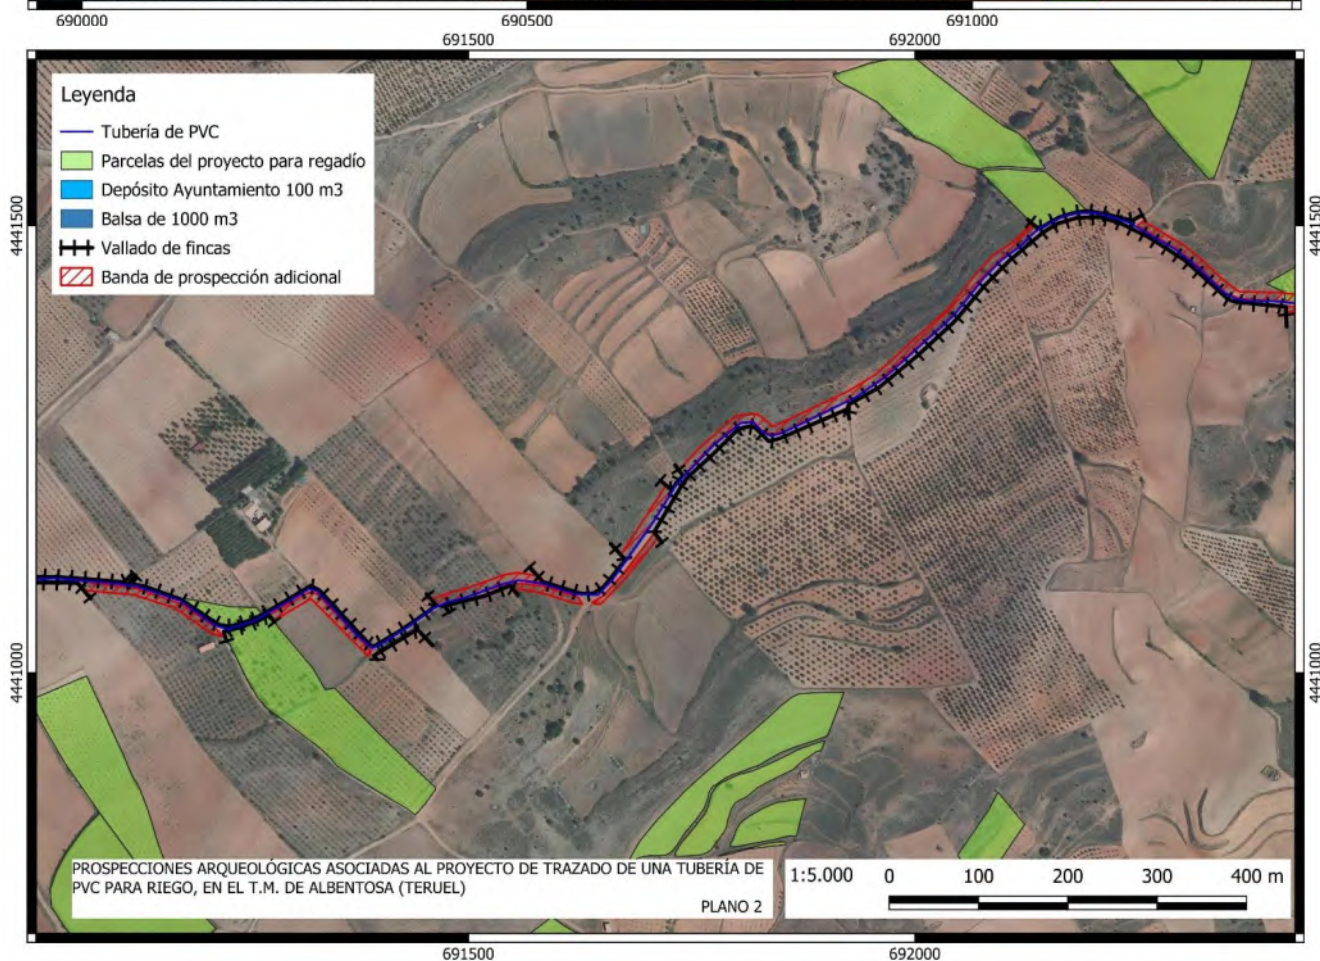 690000
690500
691000
691500
692000
Leyenda
Tubería de PVC
Parcelas del proyecto para regadío
Depósito Ayuntamiento 100 m3
Balsa de 1000 m3
Vallado de fincas
Banda de prospección adicional
4441500
4441500
4441000
4441000
PROSPECCIONES ARQUEOLÓGICAS ASOCIADAS AL PROYECTO DE TRAZADO DE UNA TUBERÍA DE
PVC PARA RIEGO, EN EL T.M. DE ALBENTOSA (TERUEL)
PLANO 2
1:5.000
0 100 200 300 400 m
691500
692000